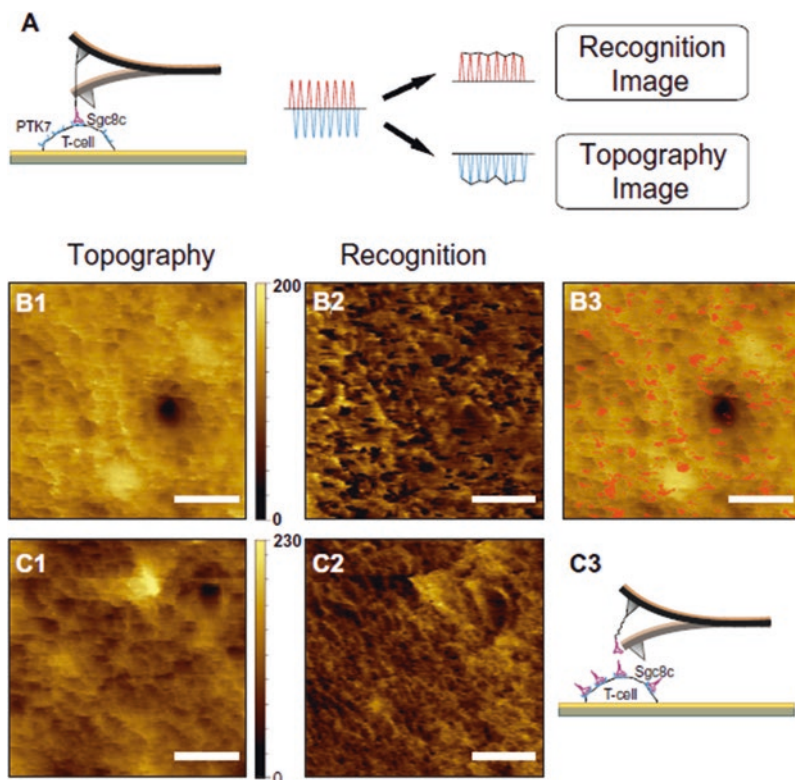 A
PTK7
Sgc8c
T-cell
Recognition
Image
Topography
Image
Topography
Recognition
B1
200
0
B2
B3
C1
230
0
C2
C3
Sgc8c
T-cell